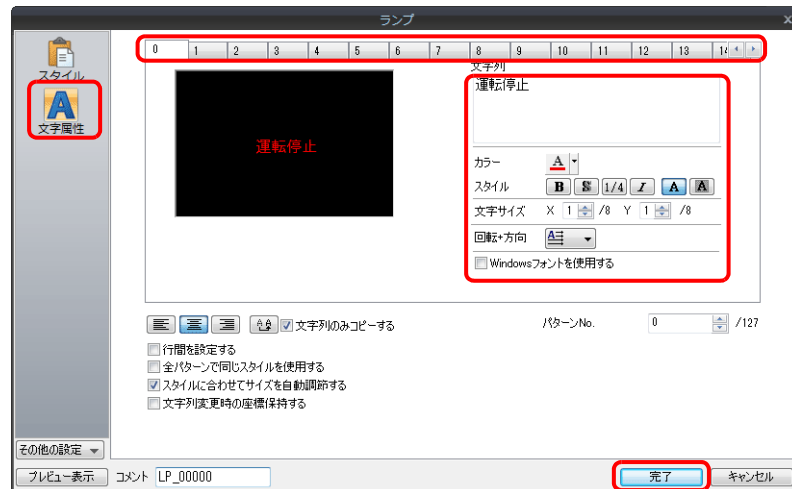 ランプ
スタイル
文字属性
0 1 2 3 4 5 6 7 8 9 10 11 12 13
運転停止
文字列
運転停止
カラー A
スタイル B S 1/4 I A A
文字サイズ X 1 /8 Y 1 /8
回転+方向 A
Windowsフォントを使用する
文字列のみコピーする
パターンNo. 0 /127
行間を設定する
全パターンで同じスタイルを使用する
スタイルに合わせてサイズを自動調節する
文字列変更時の座標保持する
その他の設定
プレビュー表示 コメント LP_00000 完了 キャンセル